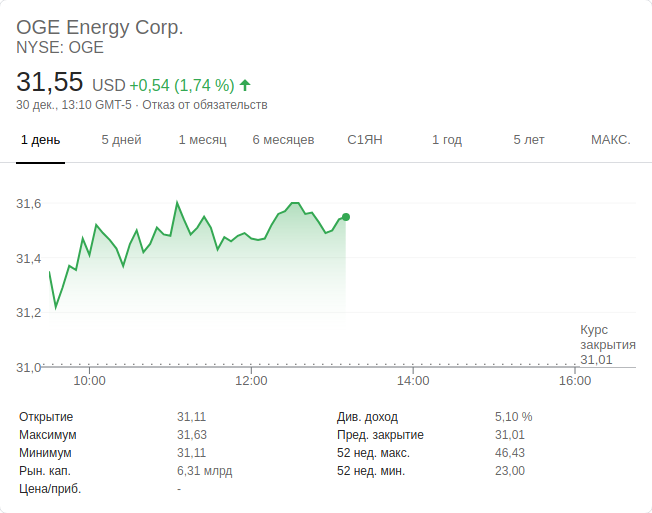 OGE Energy Corp.
NYSE: OGE
31,55 USD +0,54 (1,74 %)
30 дек., 13:10 GMT-5 · Отказ от обязательств
1 день 5 дней 1 месяц 6 месяцев С1ЯН 1 год 5 лет МАКС.
31,6
31,4
31,2
Курс
закрытия
31,01
31,0
10:00 12:00 14:00 16:00
Открытие 31,11 Див. доход 5,10 %
Максимум 31,63 Пред. закрытие 31,01
Минимум 31,11 52 нед. макс. 46,43
Рын. кап. 6,31 млрд 52 нед. мин. 23,00
Цена/приб. -